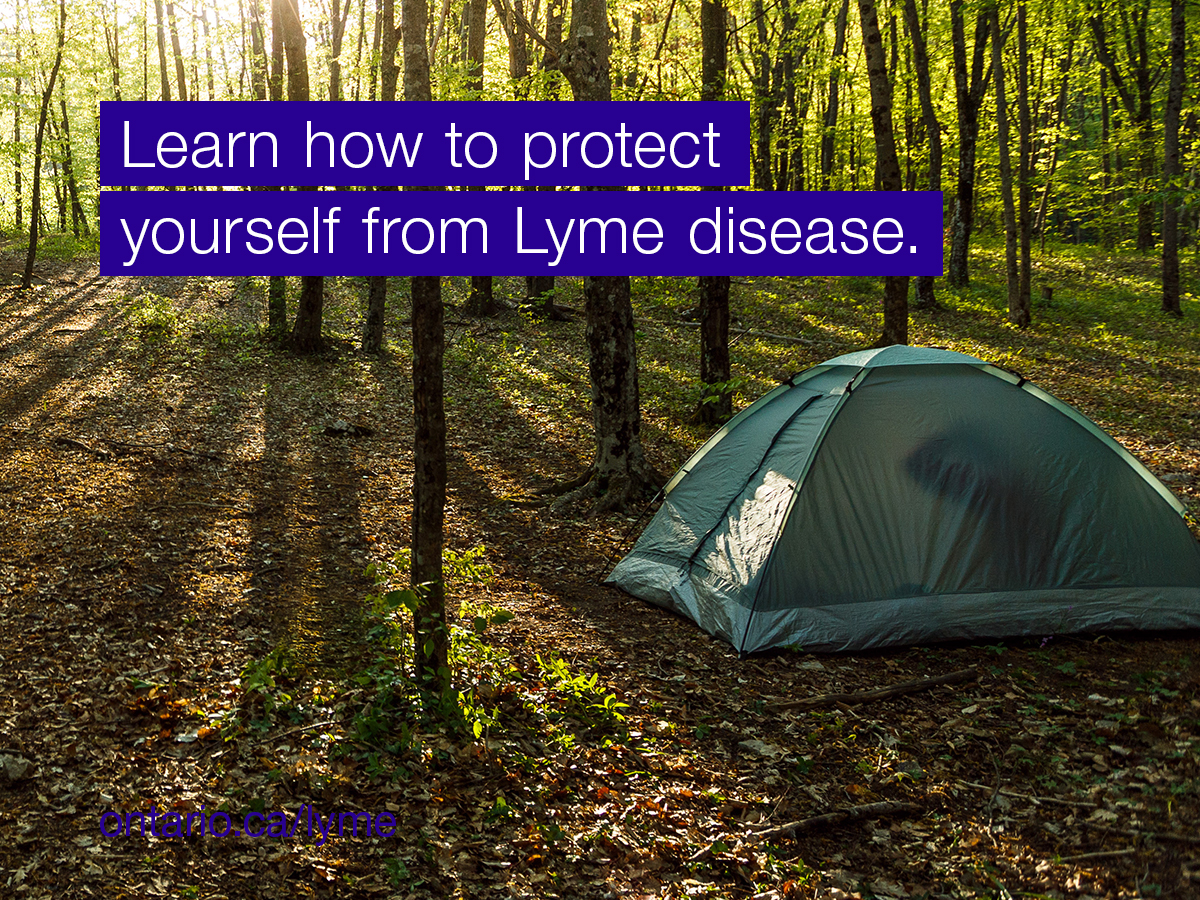 Learn how to protect
yourself from Lyme disease.
ontario.ca/lyme